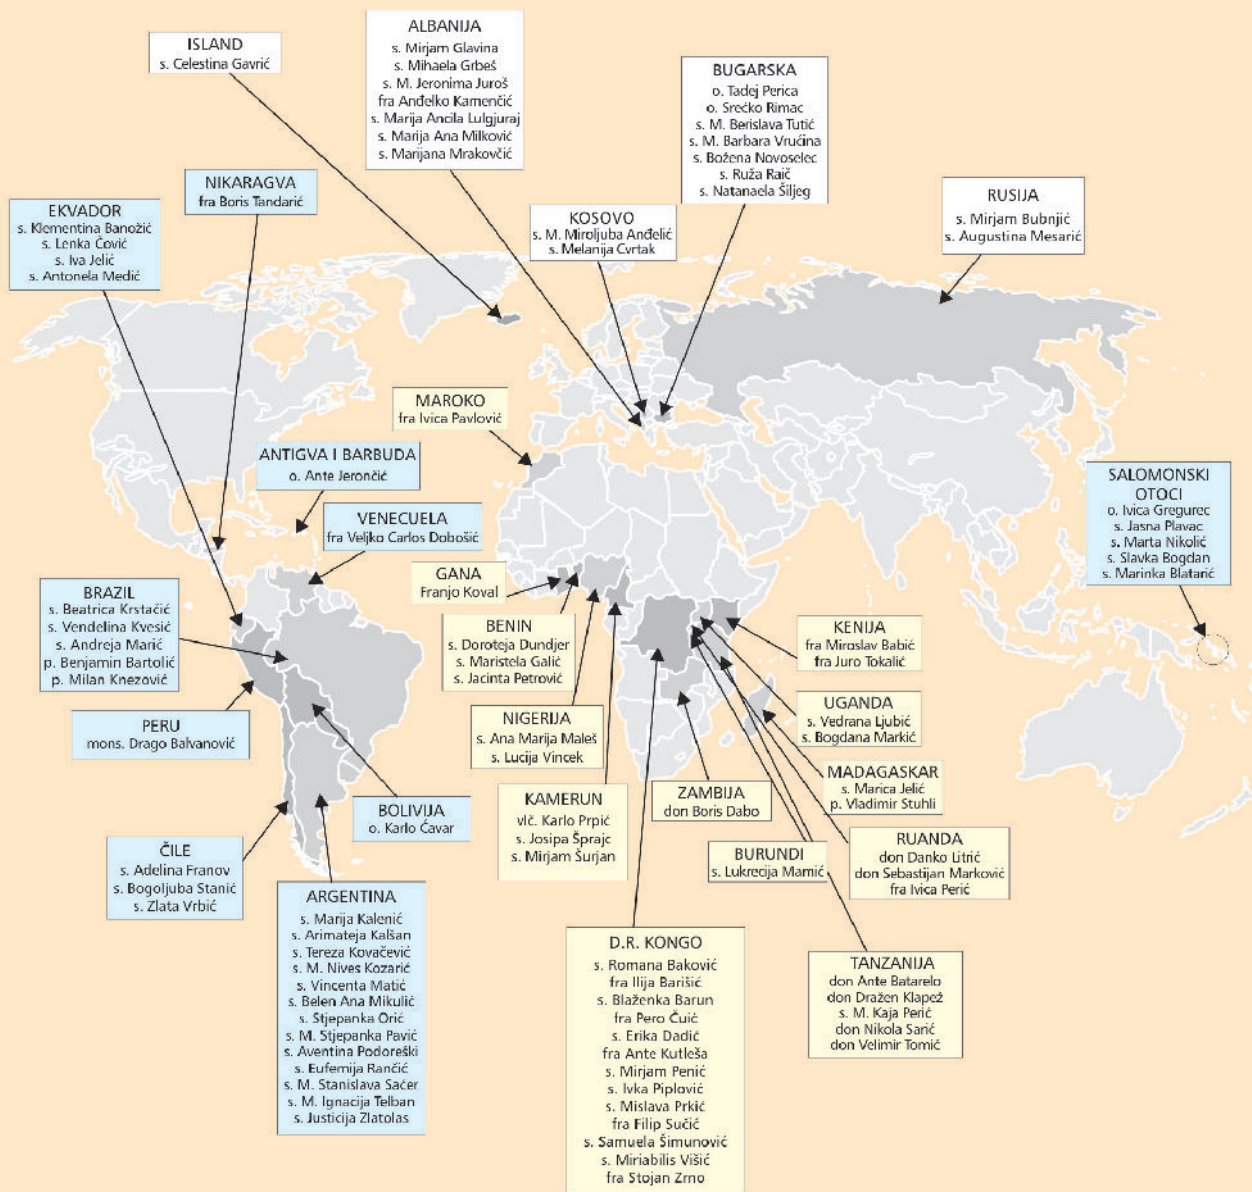 ISLAND
s. Celestina Gavrić
ALBANIJA
s. Mirjam Glavina
s. Mihaela Grbeš
s. M. Jeronima Juroš
fra Anđelko Kamenčić
s. Marija Ancila Lulgjuraj
s. Marija Ana Milković
s. Marijana Mrakovčić
BUGARSKA
o. Tadej Perica
o. Srećko Rimac
s. M. Berislava Tutić
s. M. Barbara Vrućina
s. Božena Novoselec
s. Ruža Raič
s. Natanaela Šiljeg
NIKARAGVA
fra Boris Tandarić
EKVADOR
s. Klementina Banožić
s. Lenka Čović
s. Iva Jelić
s. Antonela Medić
KOSOVO
s. M. Miroljuba Anđelić
s. Melanija Cvrtak
RUSIJA
s. Mirjam Bubnjić
s. Augustina Mesarić
MAROKO
fra Ivica Pavlović
ANTIGVA I BARBUDA
o. Ante Jerončić
VENECUELA
fra Veljko Carlos Dobošić
SALOMONSKI
OTOCI
o. Ivica Gregurec
s. Jasna Plavac
s. Marta Nikolić
s. Slavka Bogdan
s. Marinka Blatarić
GANA
Franjo Koval
BRAZIL
s. Beatrica Krstačić
s. Vendelina Kvesić
s. Andreja Marić
p. Benjamin Bartolić
p. Milan Knezović
BENIN
s. Doroteja Dundjer
s. Maristela Galić
s. Jacinta Petrović
KENIJA
fra Miroslav Babić
fra Juro Tokalić
PERU
mons. Drago Balvanović
NIGERIJA
s. Ana Marija Maleš
s. Lucija Vincek
UGANDA
s. Vedrana Ljubić
s. Bogdana Markić
MADAGASKAR
s. Marica Jelić
p. Vladimir Stuhli
BOLIVIJA
o. Karlo Ćavar
KAMERUN
vlč. Karlo Prpić
s. Josipa Šprajc
s. Mirjam Šurjan
ZAMBIJA
don Boris Dabo
RUANDA
don Danko Litrić
don Sebastijan Marković
fra Ivica Perić
ČILE
s. Adelina Franov
s. Bogoljuba Stanić
s. Zlata Vrbić
BURUNDI
s. Lukrecija Mamić
ARGENTINA
s. Marija Kalenić
s. Arimateja Kalšan
s. Tereza Kovačević
s. M. Nives Kozarić
s. Vincenta Matić
s. Belen Ana Mikulić
s. Stjepanka Orić
s. M. Stjepanka Pavić
s. Aventina Podoreški
s. Eufemija Rančić
s. M. Stanislava Saćer
s. M. Ignacija Telban
s. Justicija Zlatolas
D.R. KONGO
s. Romana Baković
fra Ilija Barišić
s. Blaženka Barun
fra Pero Čuić
s. Erika Dadić
fra Ante Kutleša
s. Mirjam Penić
s. Ivka Piplović
s. Mislava Prkić
fra Filip Sučić
s. Samuela Šimunović
s. Miriabilis Višić
fra Stojan Zrno
TANZANIJA
don Ante Batarelo
don Dražen Klapež
s. M. Kaja Perić
don Nikola Sarić
don Velimir Tomić